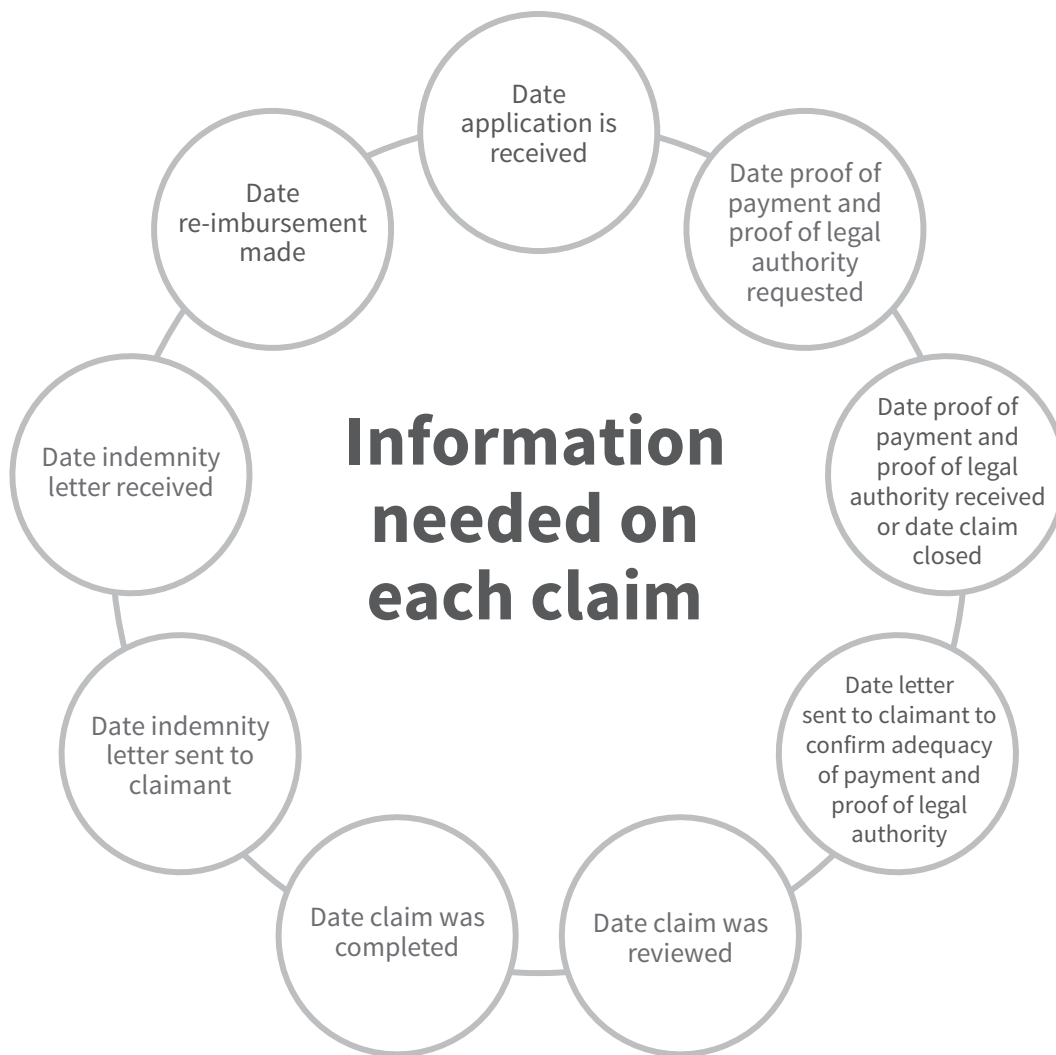 Date
application is
received
Date proof of
payment and
proof of legal
authority
requested
Date proof of
payment and
proof of legal
authority received
or date claim
closed
Date letter
sent to claimant to
confirm adequacy
of payment and
proof of legal
authority
Date claim was
reviewed
Date claim was
completed
Date indemnity
letter sent to
claimant
Date indemnity
letter received
Date
re-imbursement
made
Information
needed on
each claim